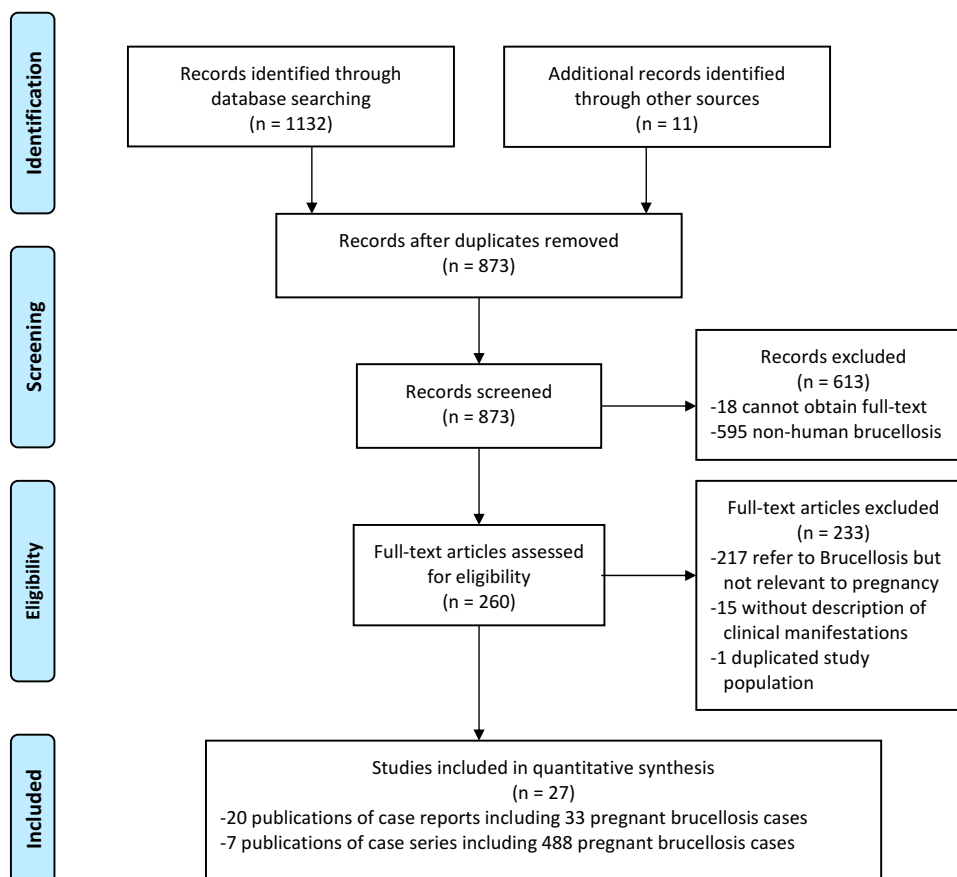 Identification
Records identified through
database searching
(n = 1132)
Additional records identified
through other sources
(n = 11)
Records after duplicates removed
(n = 873)
Screening
Records screened
(n = 873)
Records excluded
(n = 613)
-18 cannot obtain full-text
-595 non-human brucellosis
Eligibility
Full-text articles assessed
for eligibility
(n = 260)
Full-text articles excluded
(n = 233)
-217 refer to Brucellosis but
not relevant to pregnancy
-15 without description of
clinical manifestations
-1 duplicated study
population
Included
Studies included in quantitative synthesis
(n = 27)
-20 publications of case reports including 33 pregnant brucellosis cases
-7 publications of case series including 488 pregnant brucellosis cases